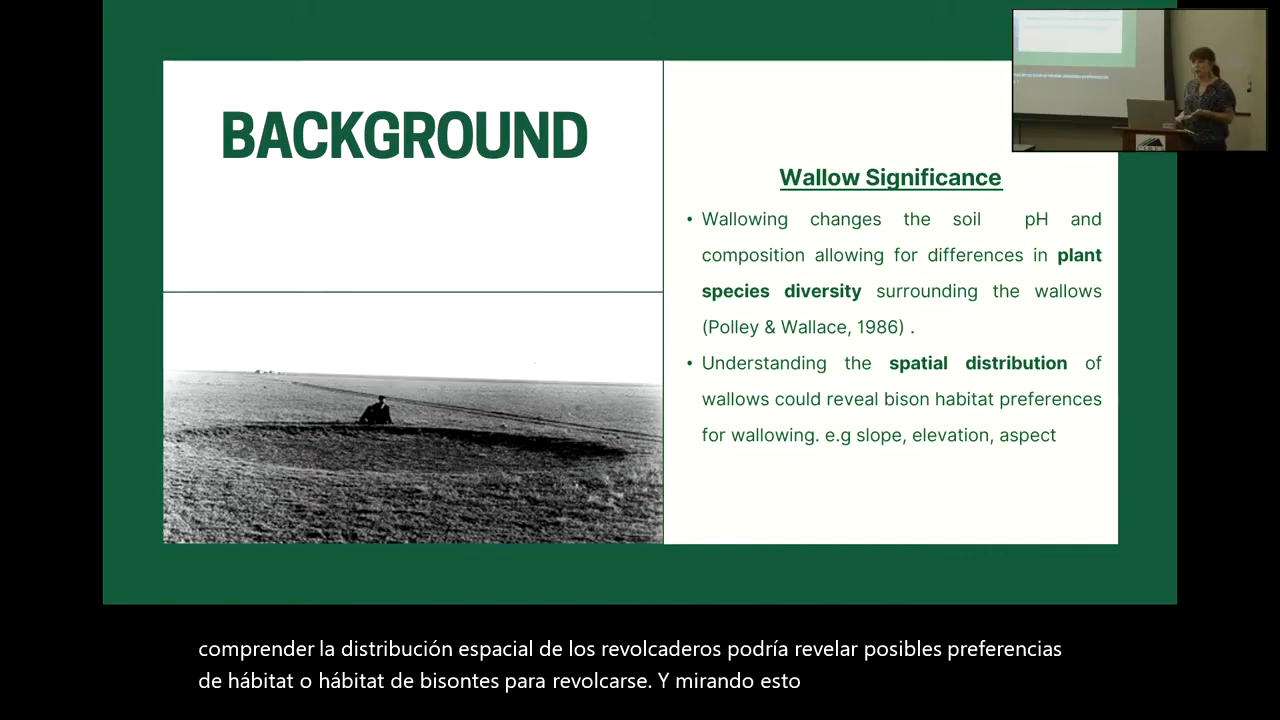 BACKGROUND
Wallow Significance
• Wallowing changes the soil pH and
composition allowing for differences in plant
species diversity surrounding the wallows
(Polley & Wallace, 1986) .
• Understanding the spatial distribution of
wallows could reveal bison habitat preferences
for wallowing. e.g slope, elevation, aspect
comprender la distribución espacial de los revolcaderos podría revelar posibles preferencias
de hábitat o hábitat de bisontes para revolcarse. Y mirando esto